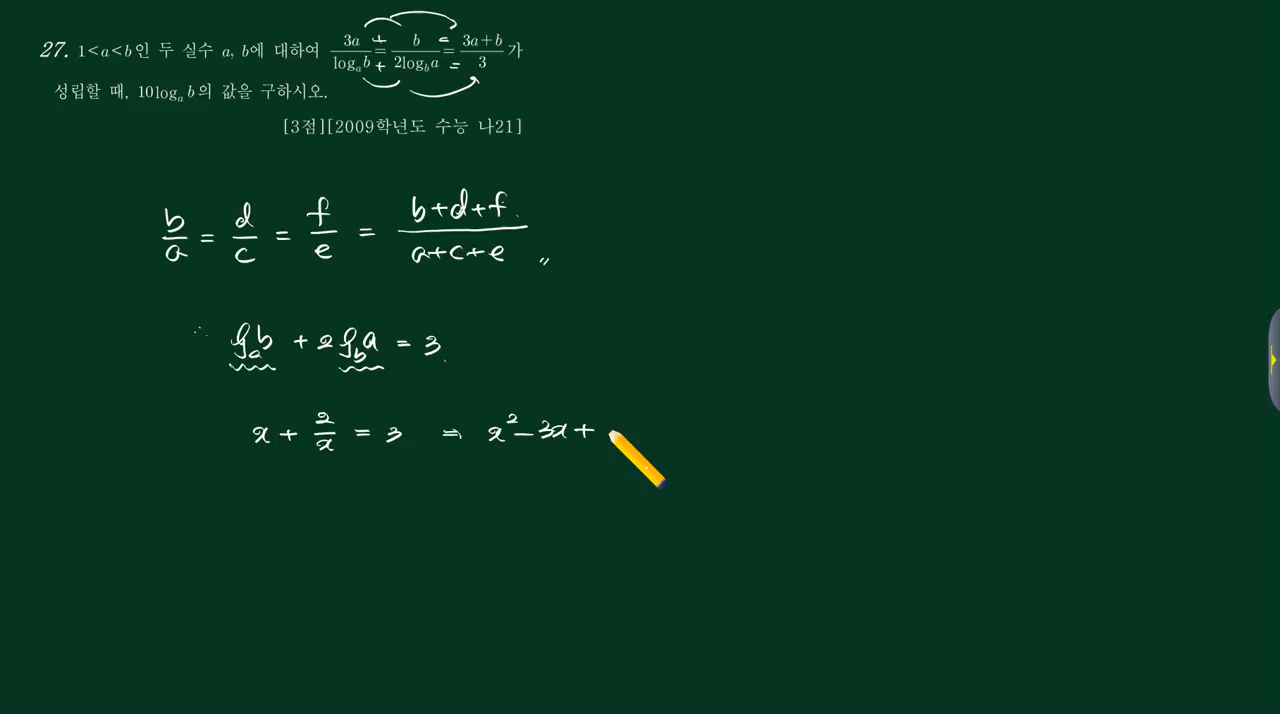 27. 1<a<b인 두 실수 a, b에 대하여 3a/log_a b = b/2log_b a = 3a+b/3 가
성립할 때, 10log_a b의 값을 구하시오.
[3점][2009학년도 수능 나21]
b/a = d/c = f/e = b+d+f/a+c+e
∴ log_a b + 2 log_b a = 3
x + 2/x = 3 ⇒ x² - 3x +